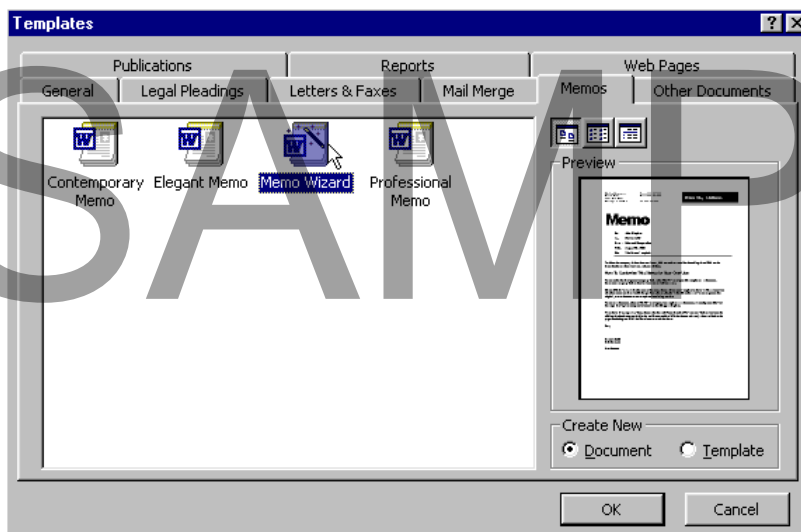 Templates
Publications Reports Web Pages
General Legal Pleadings Letters & Faxes Mail Merge Memos Other Documents
Contemporary Memo
Elegant Memo
Memo Wizard
Professional Memo
Preview
Memo
Create New
Document Template
OK Cancel
SAMP